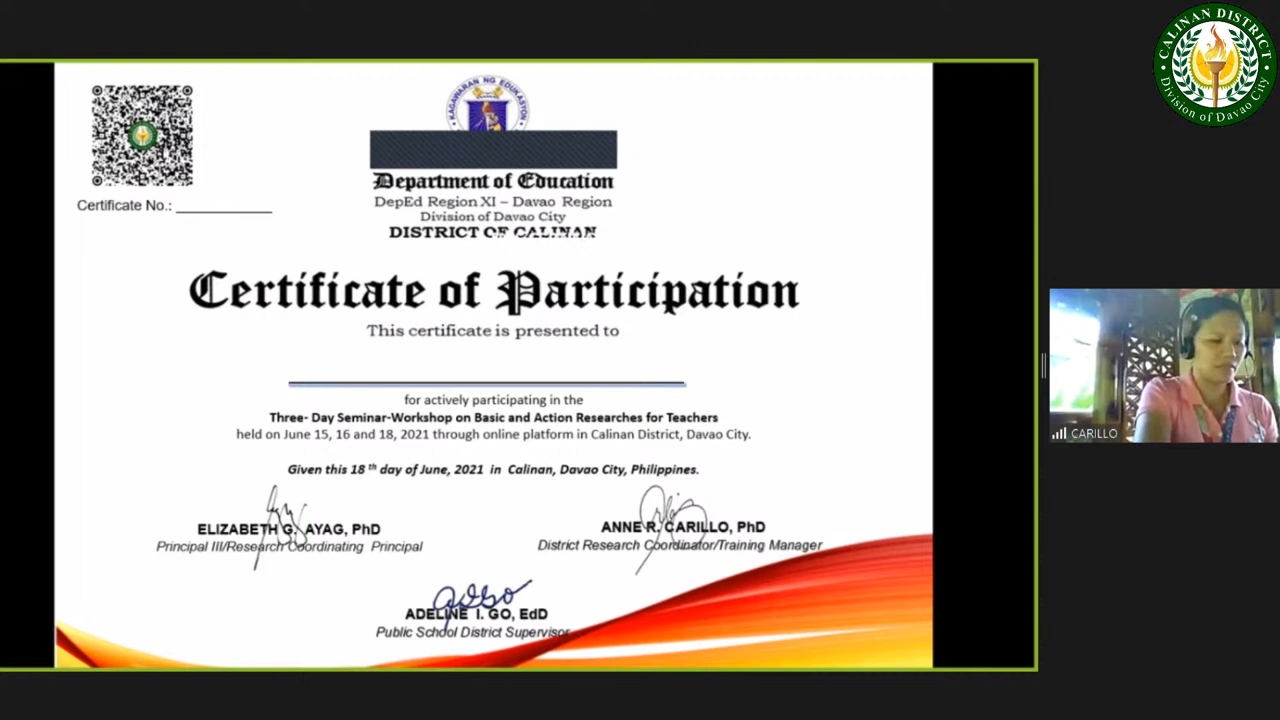 CALINAN DISTRICT
Division of Davao City
KAGAWARAN NG EDUKASYON
Department of Education
DepEd Region XI – Davao Region
Division of Davao City
DISTRICT OF CALINAN
Certificate No.: ____________
Certificate of Participation
This certificate is presented to
for actively participating in the
Three- Day Seminar-Workshop on Basic and Action Researches for Teachers
held on June 15, 16 and 18, 2021 through online platform in Calinan District, Davao City.
Given this 18 th day of June, 2021 in Calinan, Davao City, Philippines.
ELIZABETH G. AYAG, PhD
Principal III/Research Coordinating Principal
ANNE R. CARILLO, PhD
District Research Coordinator/Training Manager
ADELINE I. GO, EdD
Public School District Supervisor
CARILLO